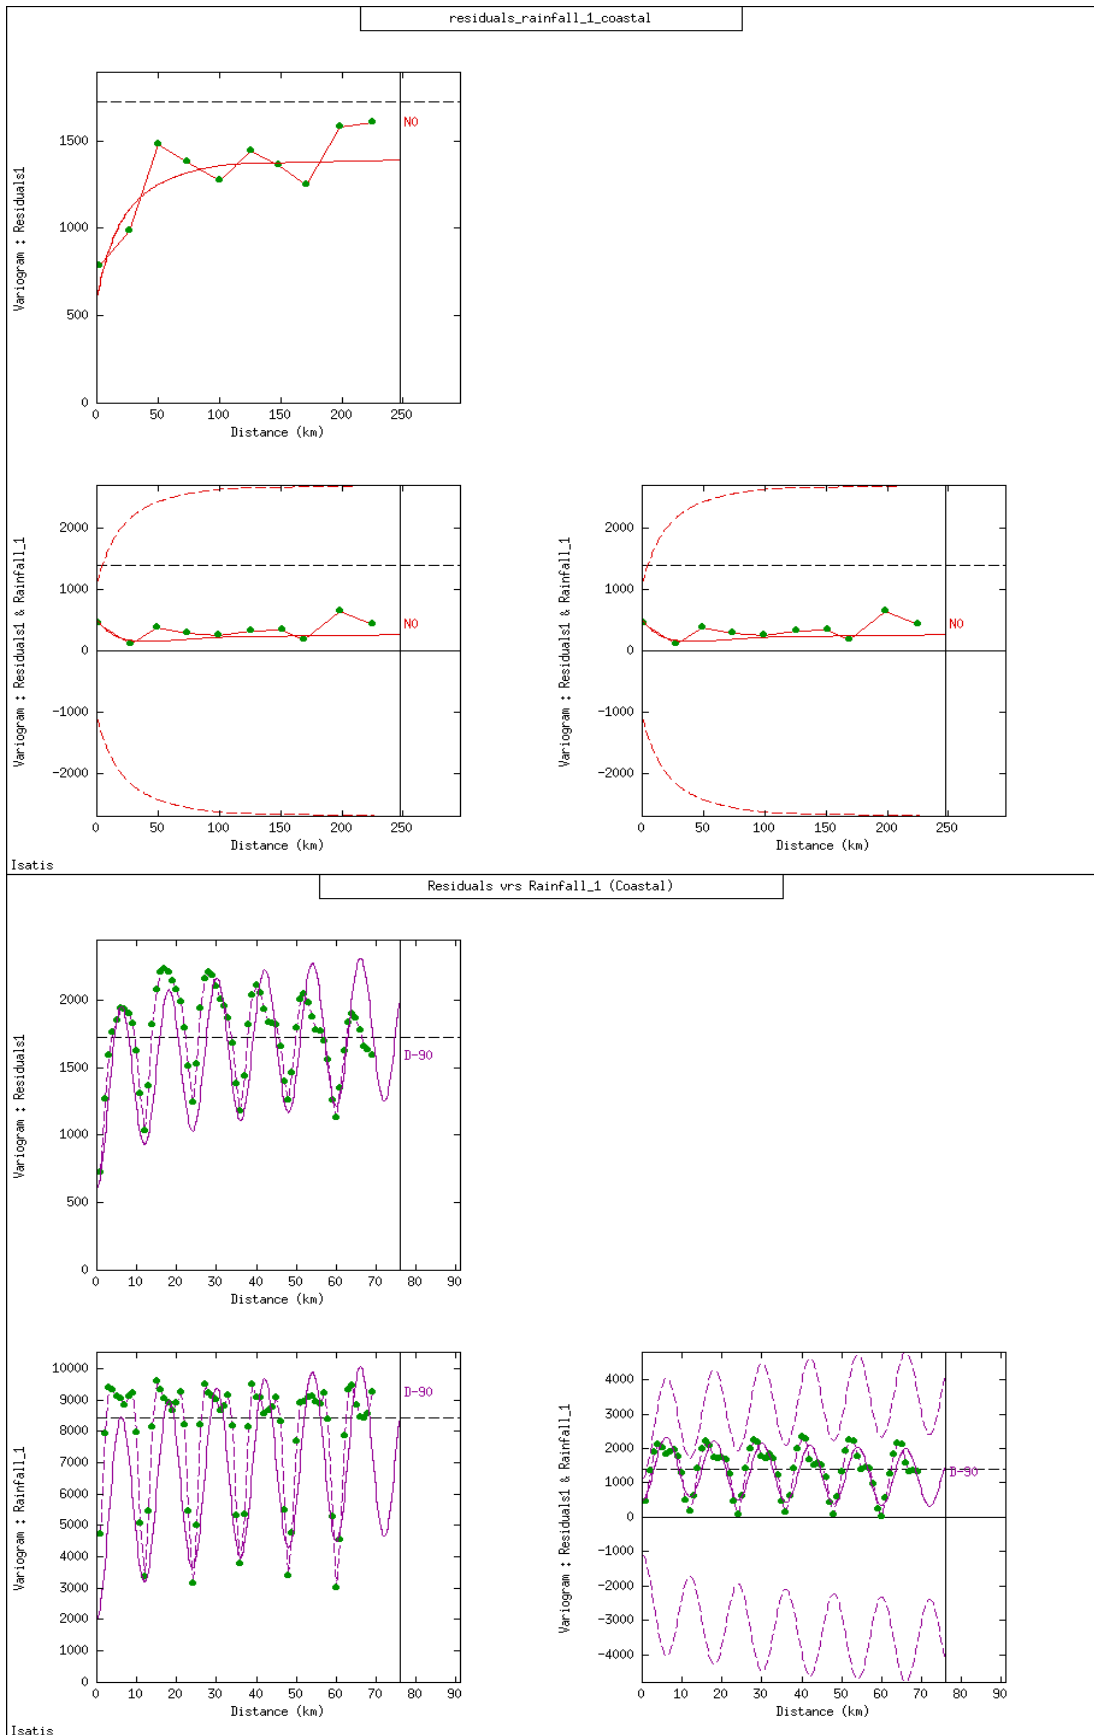 residuals_rainfall_1_coastal
Variogram : Residuals1
1500
1000
500
0
N0
0 50 100 150 200 250
Distance (km)
Variogram : Residuals1 & Rainfall_1
2000
1000
0
-1000
-2000
N0
0 50 100 150 200 250
Distance (km)
Variogram : Residuals1 & Rainfall_1
2000
1000
0
-1000
-2000
N0
0 50 100 150 200 250
Distance (km)
Isatis
Residuals vrs Rainfall_1 (Coastal)
Variogram : Residuals1
2000
1500
1000
500
0
D-90
0 10 20 30 40 50 60 70 80 90
Distance (km)
Variogram : Rainfall_1
10000
9000
8000
7000
6000
5000
4000
3000
2000
1000
0
D-90
0 10 20 30 40 50 60 70 80 90
Distance (km)
Variogram : Residuals1 & Rainfall_1
4000
3000
2000
1000
0
-1000
-2000
-3000
-4000
D-90
0 10 20 30 40 50 60 70 80 90
Distance (km)
Isatis